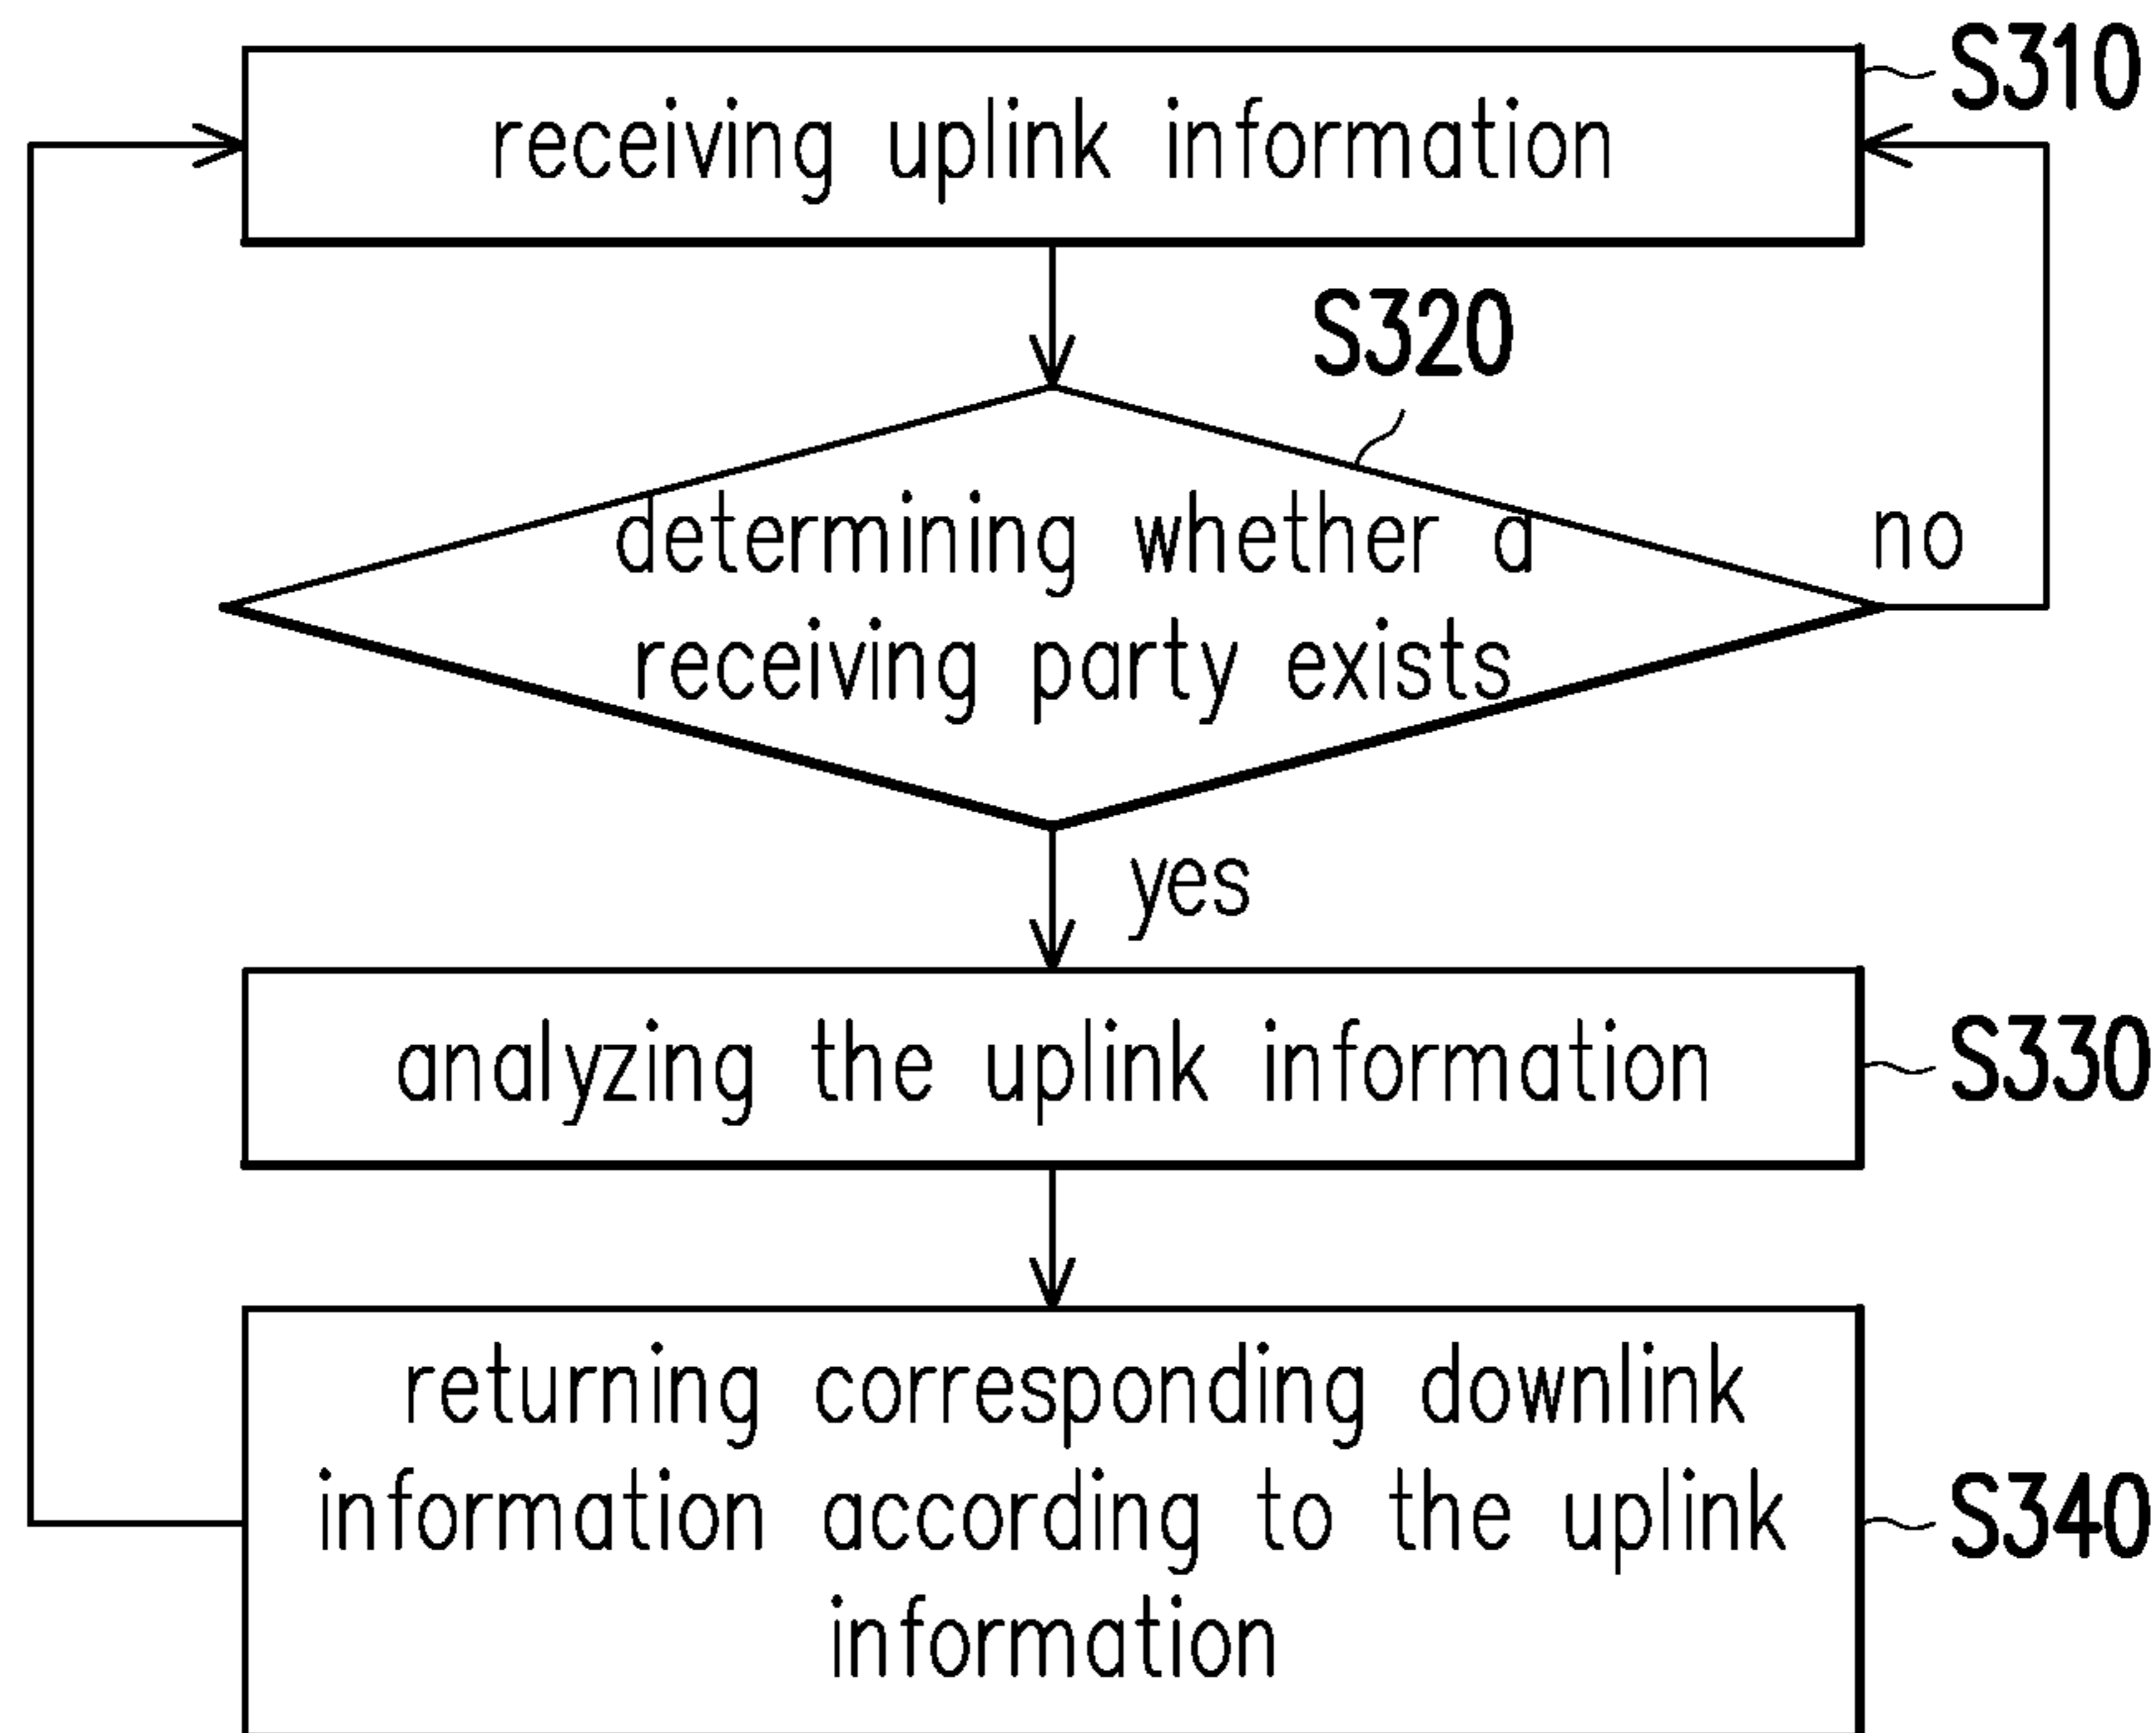 S310
receiving uplink information
S320
determining whether a
receiving party exists
no
yes
analyzing the uplink information
S330
returning corresponding downlink
information according to the uplink
information
S340